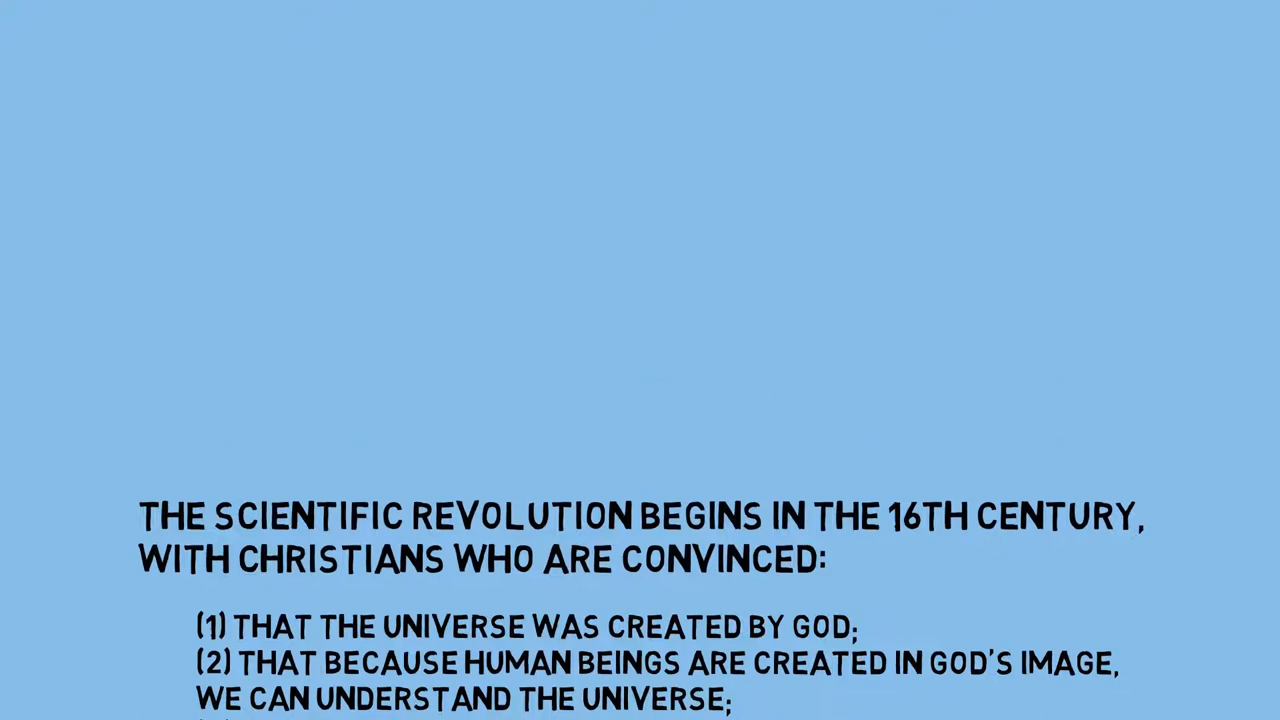 THE SCIENTIFIC REVOLUTION BEGINS IN THE 16TH CENTURY,
WITH CHRISTIANS WHO ARE CONVINCED:
(1) THAT THE UNIVERSE WAS CREATED BY GOD;
(2) THAT BECAUSE HUMAN BEINGS ARE CREATED IN GOD'S IMAGE,
WE CAN UNDERSTAND THE UNIVERSE;